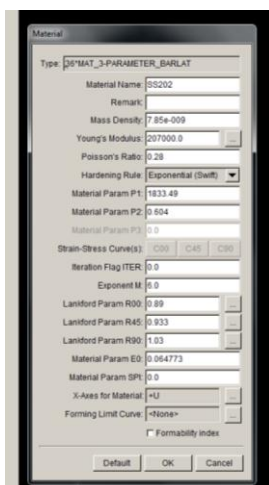 Material
Type: 36*MAT_3-PARAMETER_BARLAT
Material Name: SS202
Remark:
Mass Density: 7.85e-009
Young's Modulus: 207000.0 ...
Poisson's Ratio: 0.28
Hardening Rule: Exponential (Swift)
Material Param P1: 1833.49
Material Param P2: 0.604
Material Param P3: 0.0
Strain-Stress Curve(s): C00 C45 C90
Iteration Flag ITER: 0.0
Exponent M: 6.0
Lankford Param R00: 0.89 ...
Lankford Param R45: 0.933 ...
Lankford Param R90: 1.03 ...
Material Param E0: 0.064773
Material Param SPI: 0.0
X-Axes for Material: +U ...
Forming Limit Curve: <None> ...
Formability index
Default OK Cancel